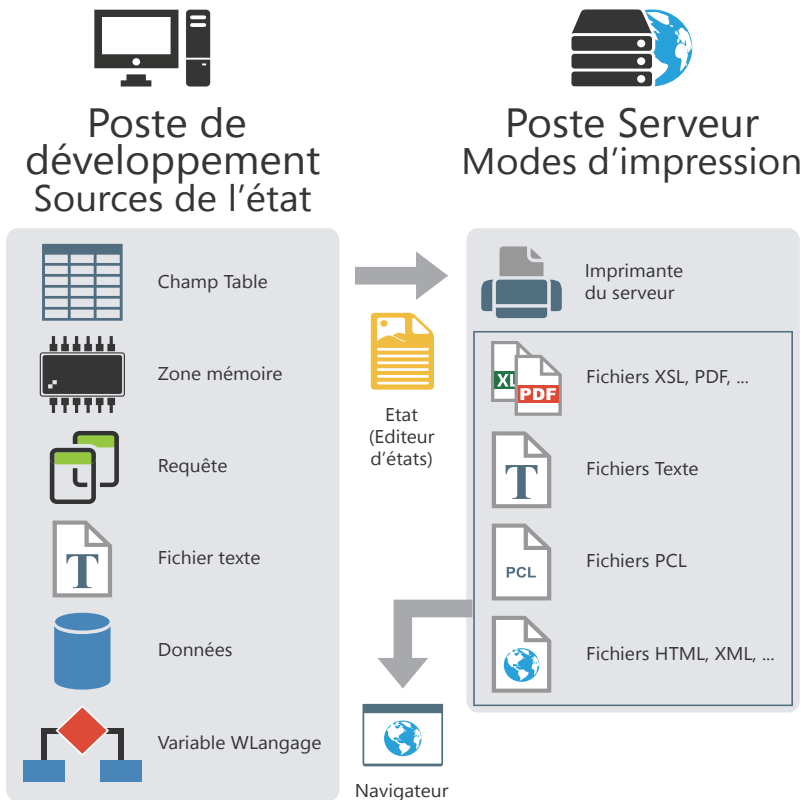 Poste de
développement
Sources de l'état
Champ Table
Zone mémoire
Requête
T
Fichier texte
Données
Variable WLangage
Etat
(Editeur
d'états)
Navigateur
Poste Serveur
Modes d'impression
Imprimante
du serveur
XL
PDF
Fichiers XSL, PDF, ...
T
Fichiers Texte
PCL
Fichiers PCL
Fichiers HTML, XML, ...